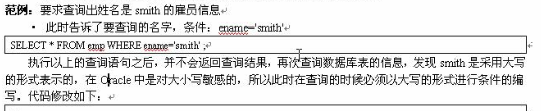 范例：要求查询出姓名是 smith 的雇员信息
• 此时告诉了要查询的名字，条件：ename='smith'
SELECT * FROM emp WHERE ename='smith' ;
执行以上的查询语句之后，并不会返回查询结果，再次查询数据库表的信息，发现 smith 是采用大写
的形式表示的，在 Oracle 中是对大小写敏感的，所以此时在查询的时候必须以大写的形式进行条件的编
写。代码修改如下：